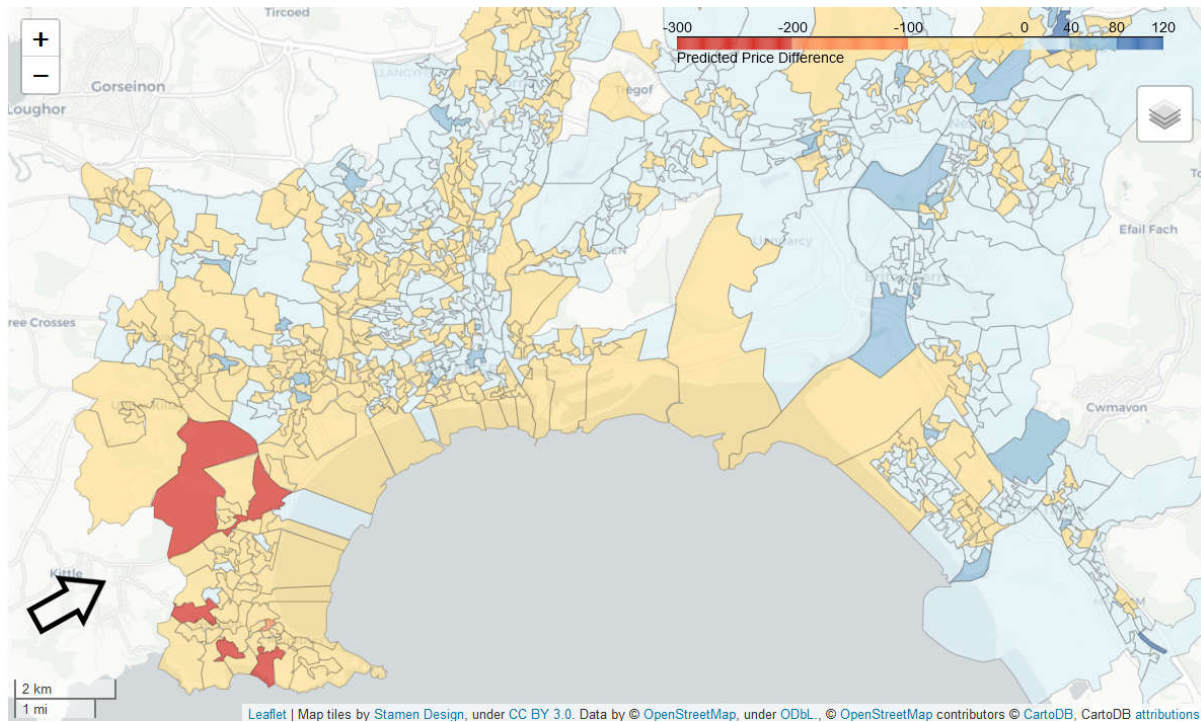 Tircoed
+
−
Gorseinon
Loughor
-300 -200 -100 0 40 80 120
Predicted Price Difference
Tregof
Efail Fach
Llandarcy
ree Crosses
Cwmavon
Kittle
2 km
1 mi
Leaflet | Map tiles by Stamen Design, under CC BY 3.0. Data by © OpenStreetMap, under ODbL., © OpenStreetMap contributors © CartoDB, CartoDB attribution